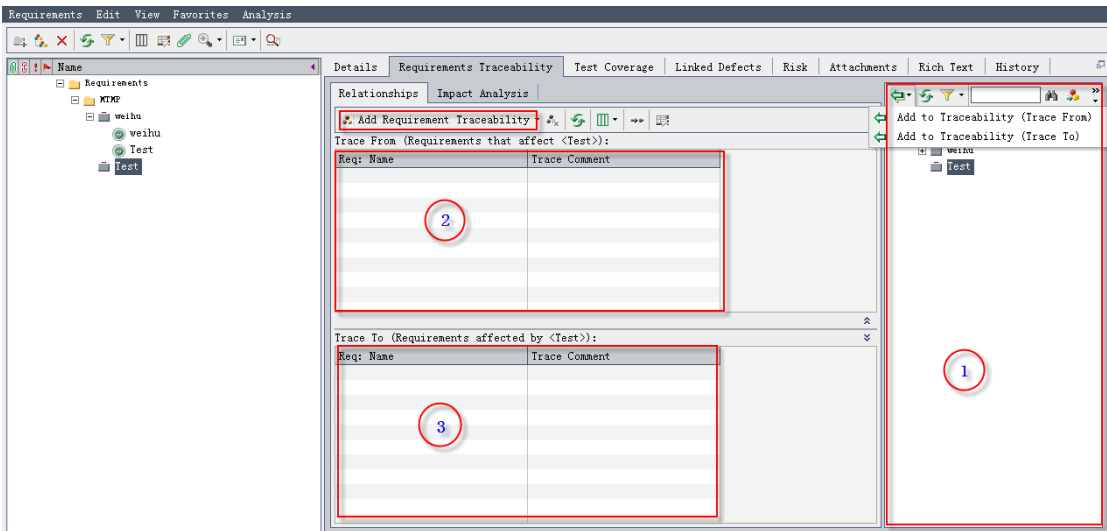 Requirements Edit View Favorites Analysis
Name
Requirements
MTMP
weihu
weihu
Test
Test
Details Requirements Traceability Test Coverage Linked Defects Risk Attachments Rich Text History
Relationships Impact Analysis
Add Requirement Traceability
Trace From (Requirements that affect <Test>):
Req: Name Trace Comment
2
Trace To (Requirements affected by <Test>):
Req: Name Trace Comment
3
Add to Traceability (Trace From)
Add to Traceability (Trace To)
weihu
Test
1